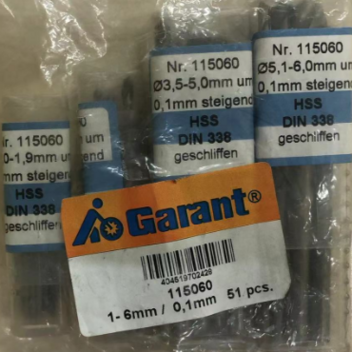 Nr. 115060
Ø3,5-5,0mm um
0,1mm steigend
HSS
DIN 338
geschliffen
Nr. 115060
Ø5,1-6,0mm um
0,1mm steigend
HSS
DIN 338
geschliffen
Nr. 115060
0-1,9mm um
mm steigend
HSS
DIN 338
geschliffen
um
end
Garant®
115060
1- 6mm / 0,1mm 51 pcs.